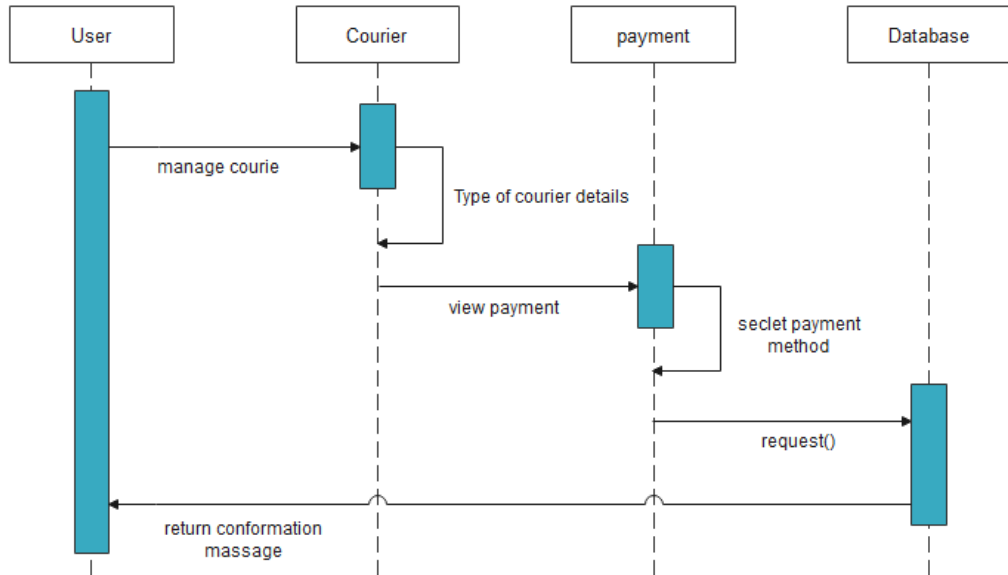 User
Courier
payment
Database
manage courie
Type of courier details
view payment
seclet payment
method
request()
return conformation
massage